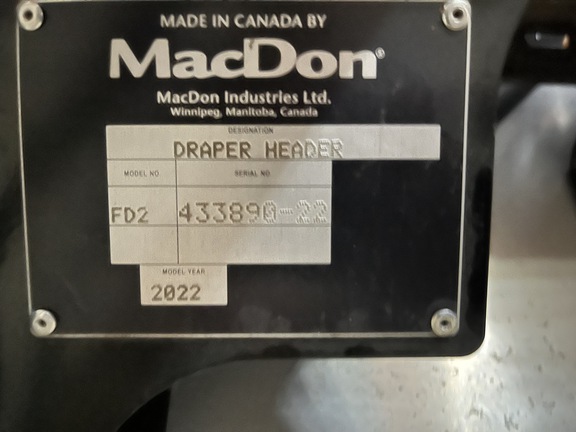 MADE IN CANADA BY
MacDon®
MacDon Industries Ltd.
Winnipeg, Manitoba, Canada
DESIGNATION
DRAPER HEADER
MODEL NO. SERIAL NO.
FD2 433890-22
MODEL YEAR
2022